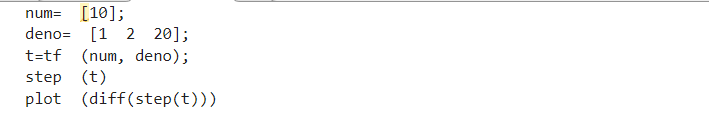 num=  [10];
deno=  [1  2  20];
t=tf  (num, deno);
step  (t)
plot  (diff(step(t)))